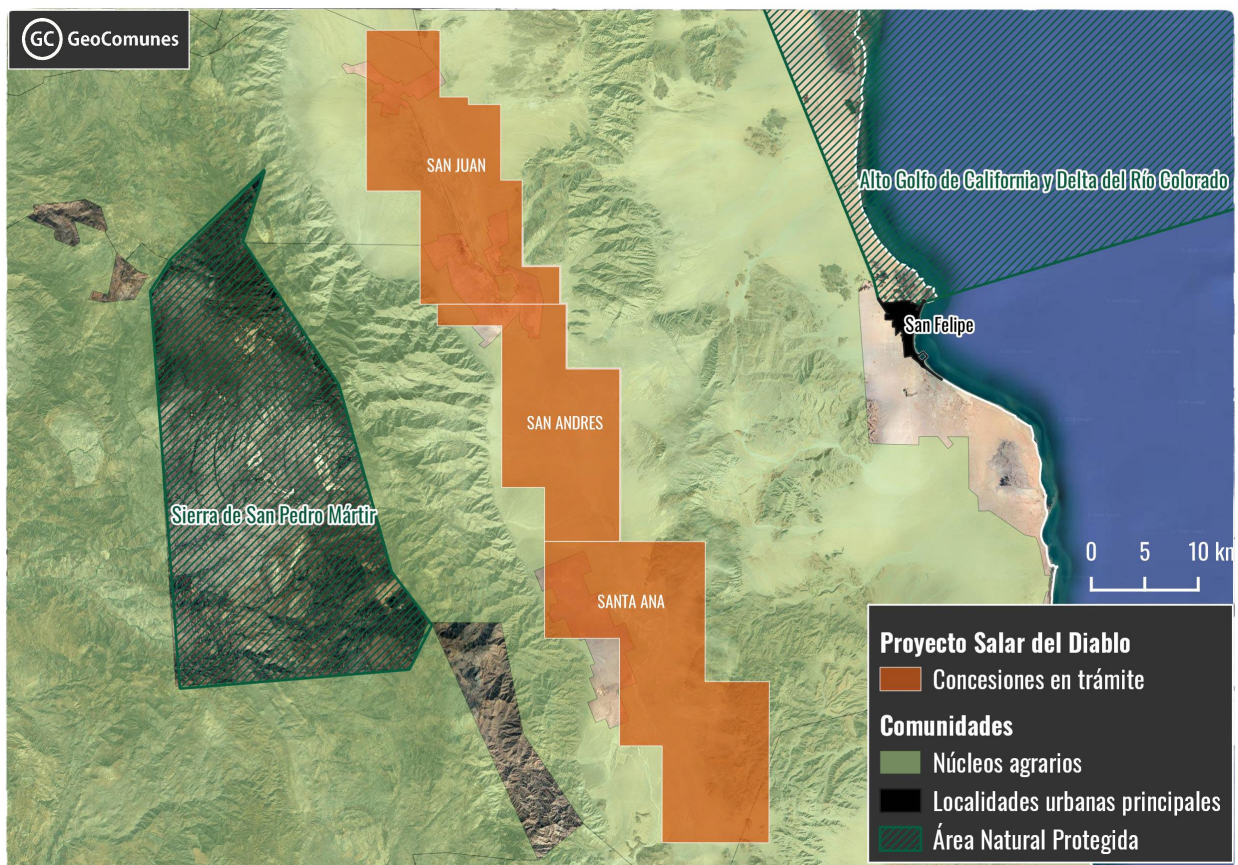 GC GeoComunes
SAN JUAN
Alto Golfo de California y Delta del Río Colorado
San Felipe
SAN ANDRES
Sierra de San Pedro Mártir
0 5 10 km
SANTA ANA
Proyecto Salar del Diablo
Concesiones en trámite
Comunidades
Núcleos agrarios
Localidades urbanas principales
Área Natural Protegida